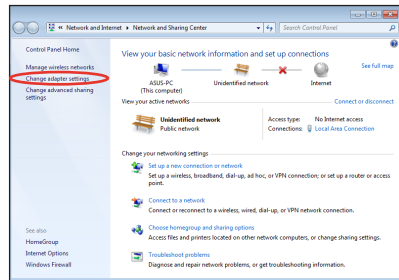 Network and Internet ▸ Network and Sharing Center
Search Control Panel
Control Panel Home
Manage wireless networks
Change adapter settings
Change advanced sharing
settings
View your basic network information and set up connections
See full map
ASUS-PC
(This computer)
Unidentified network
Internet
View your active networks
Connect or disconnect
Unidentified network
Public network
Access type: No Internet access
Connections: Local Area Connection
Change your networking settings
Set up a new connection or network
Set up a wireless, broadband, dial-up, ad hoc, or VPN connection; or set up a router or access
point.
Connect to a network
Connect or reconnect to a wireless, wired, dial-up, or VPN network connection.
Choose homegroup and sharing options
Access files and printers located on other network computers, or change sharing settings.
Troubleshoot problems
Diagnose and repair network problems, or get troubleshooting information.
See also
HomeGroup
Internet Options
Windows Firewall